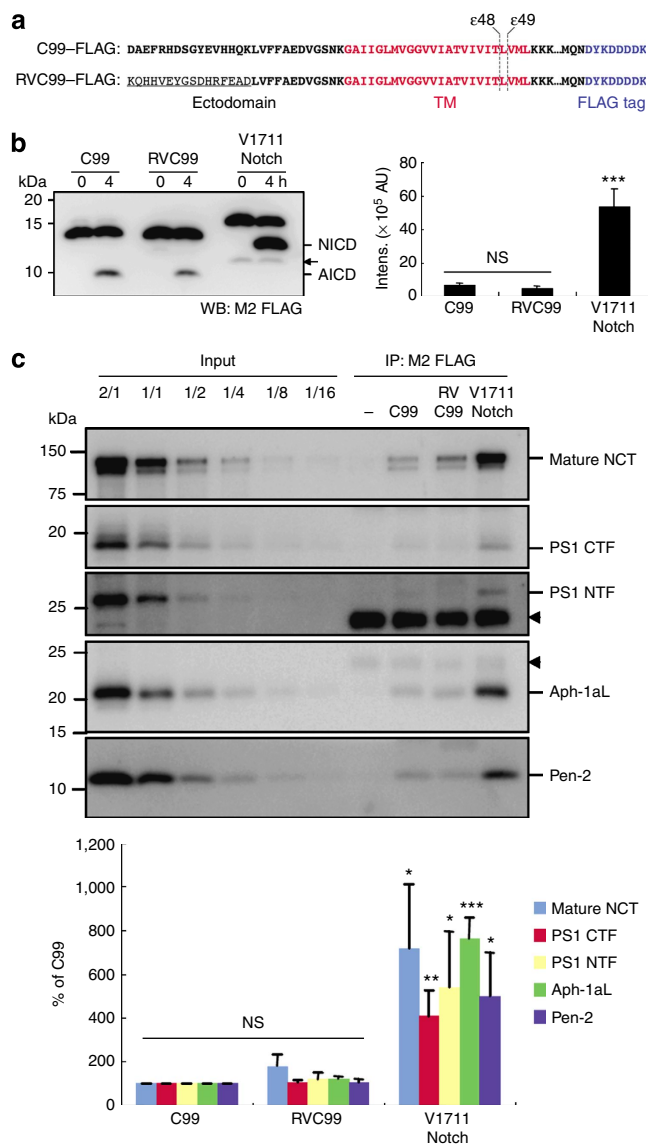 a
ε48 ε49
C99–FLAG: DAEFRHDSGYEVHHQKLVFFAEDVGSNKGAIIGLMVGGVVIATVIVITLVMLKKK...MQNDYKDDDDK
RVC99–FLAG: KQHHVEYGSDHRFEADLVFFAEDVGSNKGAIIGLMVGGVVIATVIVITLVMLKKK...MQNDYKDDDDK
Ectodomain TM FLAG tag
b
C99 RVC99 V1711 Notch
kDa 0 4 0 4 0 4 h
20
15
10
NICD
AICD
WB: M2 FLAG
Intens. (× 10⁵ AU)
80
60
40
20
0
NS
***
C99 RVC99 V1711 Notch
c
Input IP: M2 FLAG
2/1 1/1 1/2 1/4 1/8 1/16 – C99 RV C99 V1711 Notch
kDa
150
75
Mature NCT
20
PS1 CTF
25
PS1 NTF
25
20
15
Aph-1aL
10
Pen-2
% of C99
1,200
1,000
800
600
400
200
0
NS
* ** * *** *
C99 RVC99 V1711 Notch
Mature NCT
PS1 CTF
PS1 NTF
Aph-1aL
Pen-2